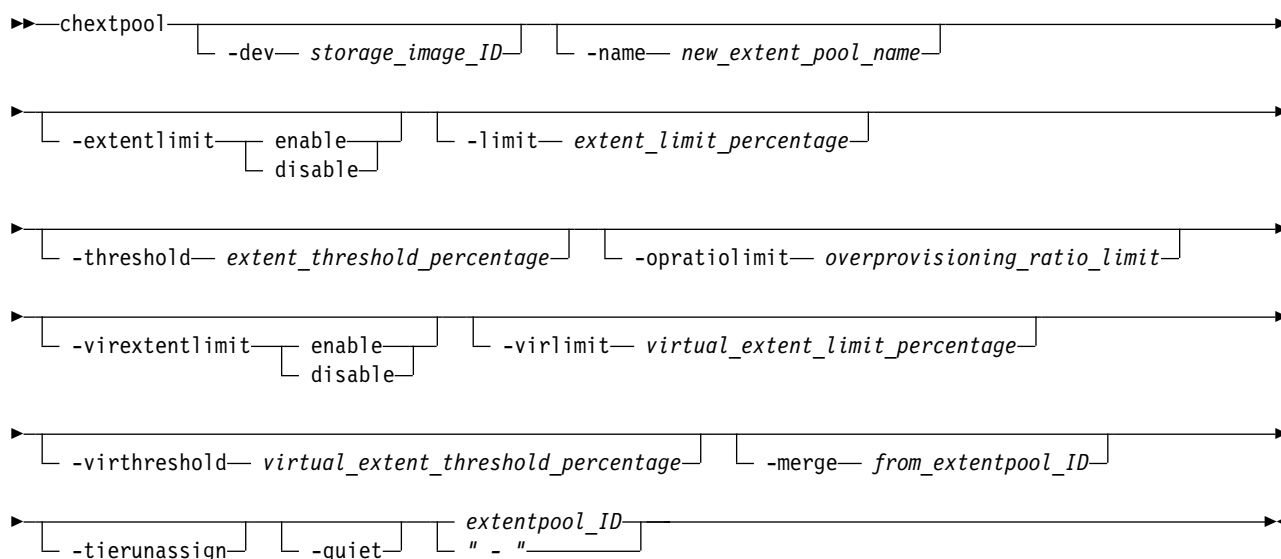 chextpool
-dev storage_image_ID -name new_extent_pool_name
-extentlimit enable -limit extent_limit_percentage
disable
-threshold extent_threshold_percentage -opratiolimit overprovisioning_ratio_limit
-virextentlimit enable -virlimit virtual_extent_limit_percentage
disable
-virthreshold virtual_extent_threshold_percentage -merge from_extentpool_ID
extentpool_ID
-tierunassign -quiet " - "